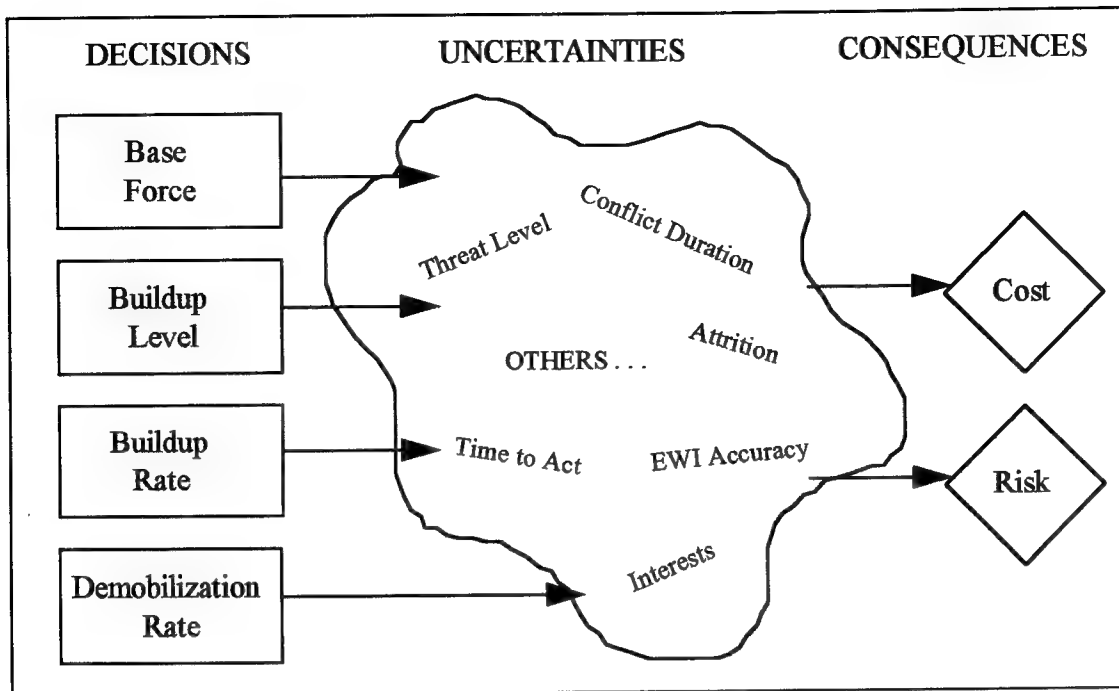 DECISIONS
UNCERTAINTIES
CONSEQUENCES
Base
Force
Buildup
Level
Buildup
Rate
Demobilization
Rate
Threat Level
Conflict Duration
Attrition
OTHERS . . .
Time to Act
EWI Accuracy
Interests
Cost
Risk